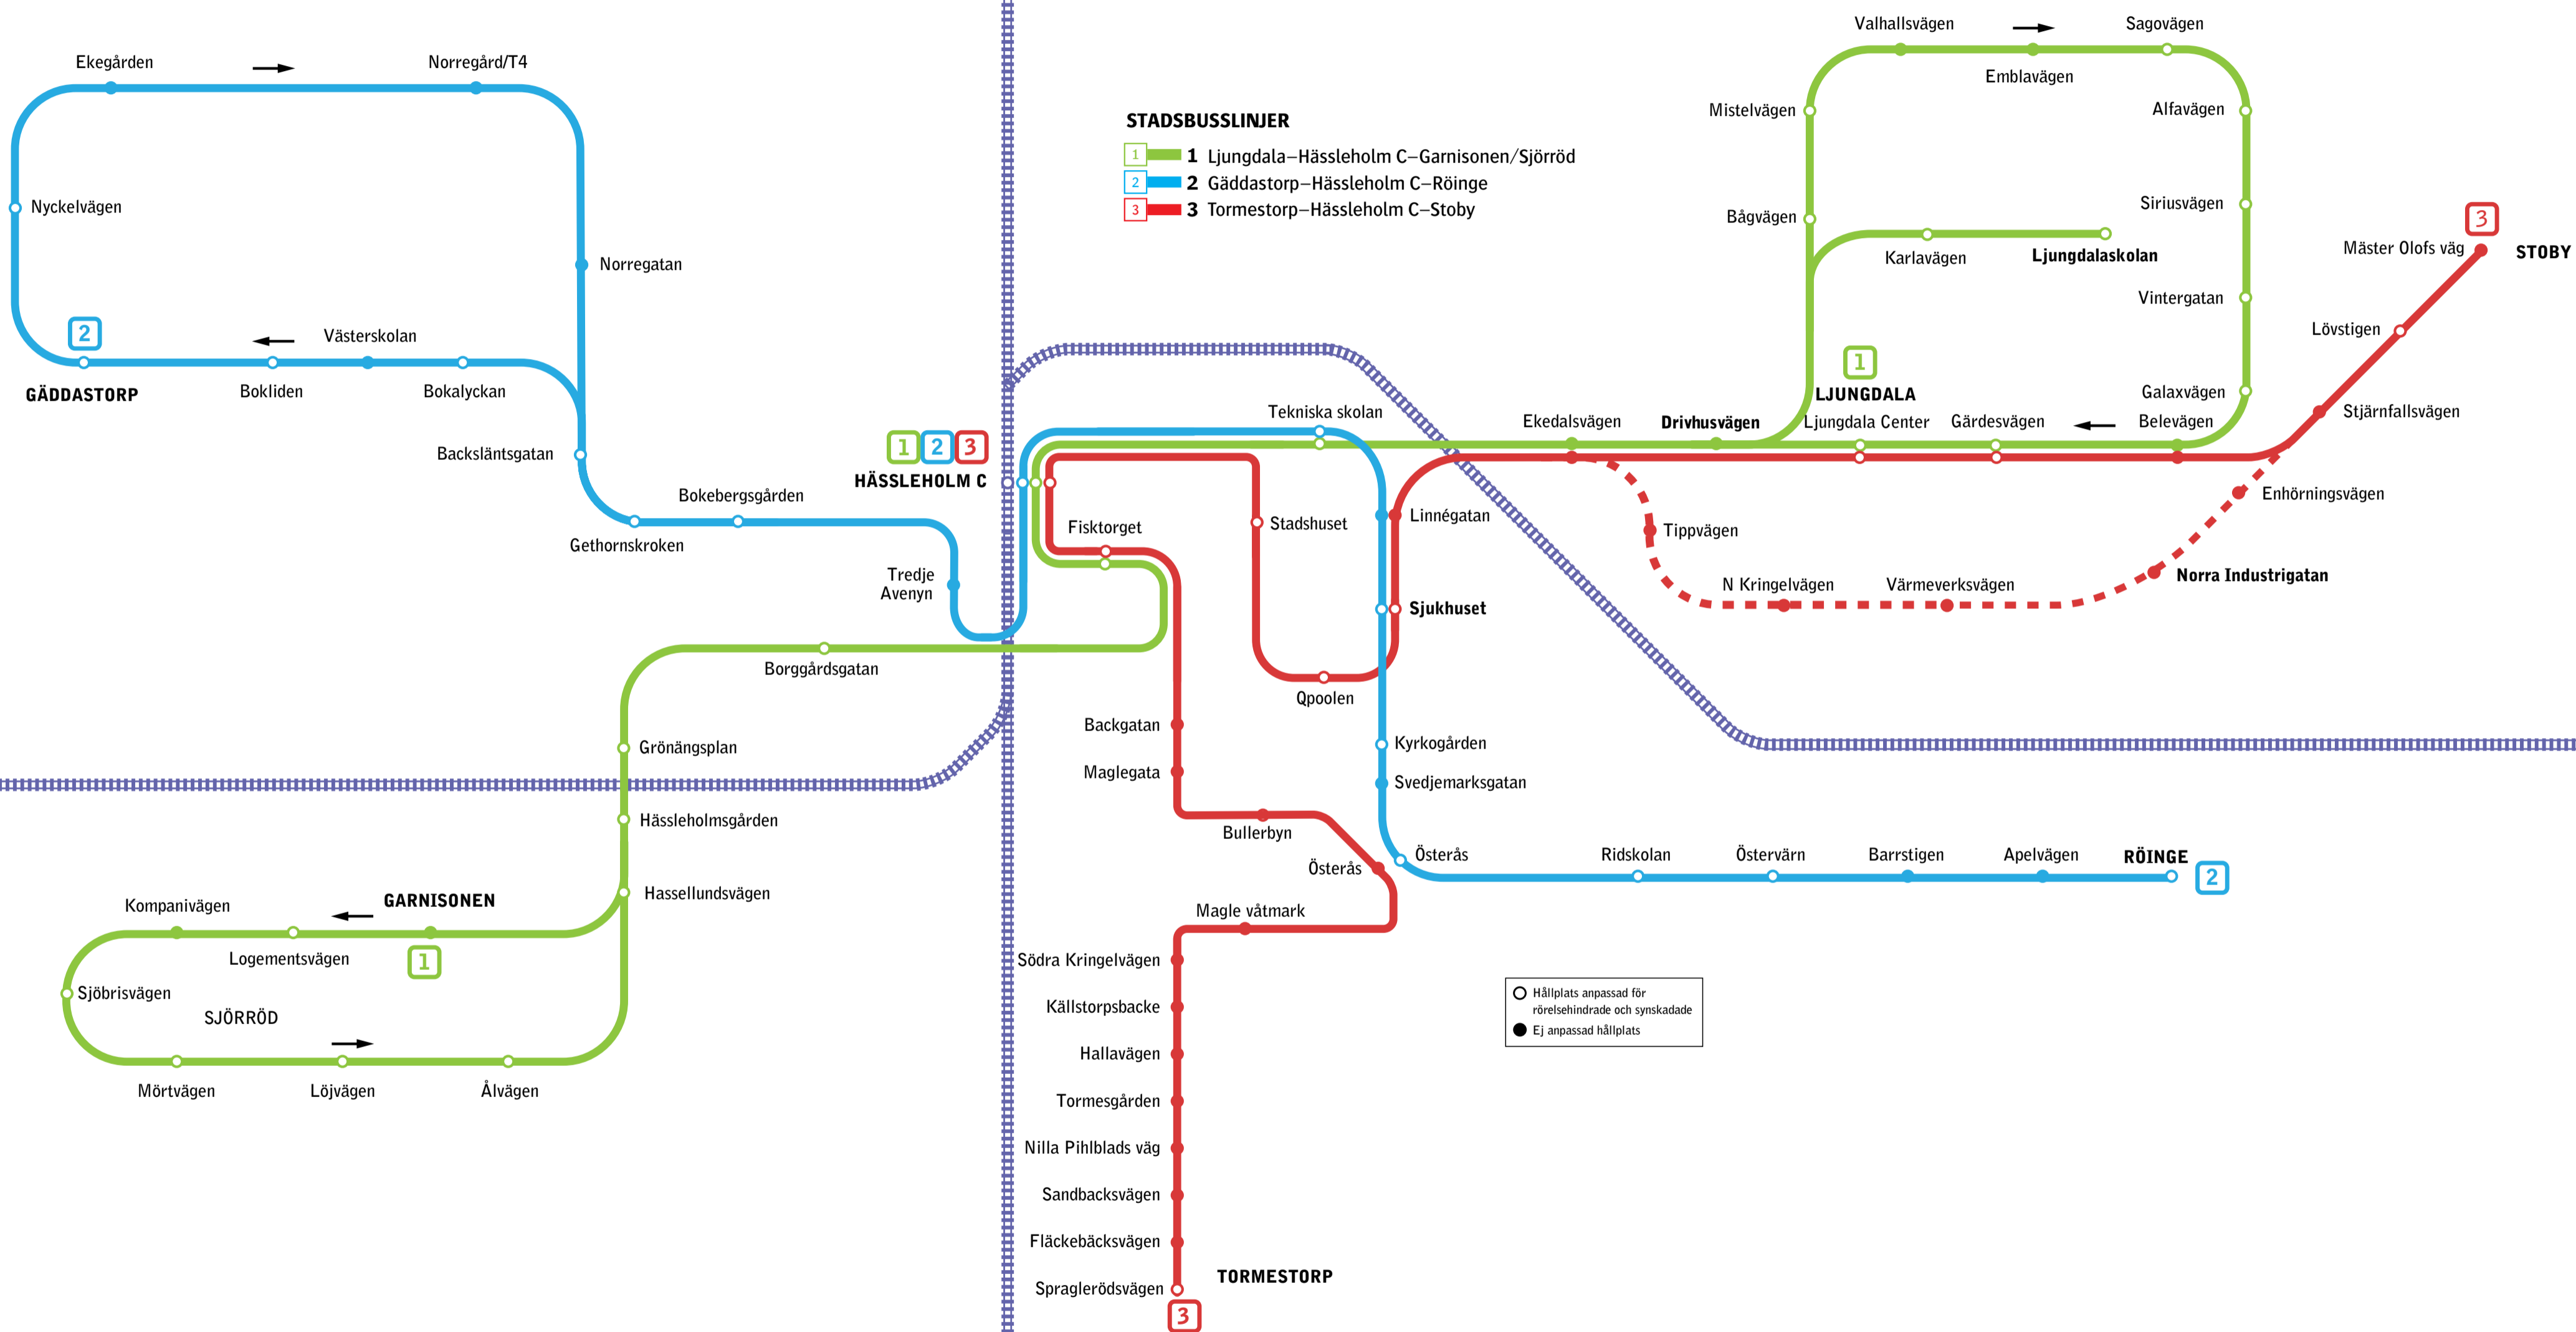 STADSBUSSLINJER
1 1 Ljungdala–Hässleholm C–Garnisonen/Sjörröd
2 2 Gäddastorp–Hässleholm C–Röinge
3 3 Tormestorp–Hässleholm C–Stoby
Ekegården
Norregård/T4
Nyckelvägen
Norregatan
2
GÄDDASTORP
Västerskolan
Bokliden
Bokalyckan
Backsläntsgatan
Gethornskroken
Bokebergsgården
Tredje
Avenyn
1 2 3
HÄSSLEHOLM C
Fisktorget
Borggårdsgatan
Grönängsplan
Hässleholmsgården
Hassellundsvägen
GARNISONEN
1
Kompanivägen
Logementsvägen
Sjöbrisvägen
SJÖRRÖD
Mörtvägen
Löjvägen
Ålvägen
Tekniska skolan
Stadshuset
Linnégatan
Sjukhuset
Qpoolen
Kyrkogården
Svedjemarksgatan
Österås
Ridskolan
Östervärn
Barrstigen
Apelvägen
RÖINGE
2
Backgatan
Maglegata
Bullerbyn
Österås
Magle våtmark
Södra Kringelvägen
Källstorpsbacke
Hallavägen
Tormesgården
Nilla Pihlblads väg
Sandbacksvägen
Fläckebäcksvägen
Spraglerödsvägen
TORMESTORP
3
Valhallsvägen
Emblavägen
Sagovägen
Mistelvägen
Alfavägen
Bågvägen
Siriusvägen
Karlavägen
Ljungdalaskolan
Vintergatan
1
LJUNGDALA
Galaxvägen
Ekedalsvägen
Drivhusvägen
Ljungdala Center
Gärdesvägen
Belevägen
3
Mäster Olofs väg
STOBY
Lövstigen
Stjärnfallsvägen
Enhörningsvägen
Tippvägen
N Kringelvägen
Värmeverksvägen
Norra Industrigatan
Hållplats anpassad för
rörelsehindrade och synskadade
Ej anpassad hållplats